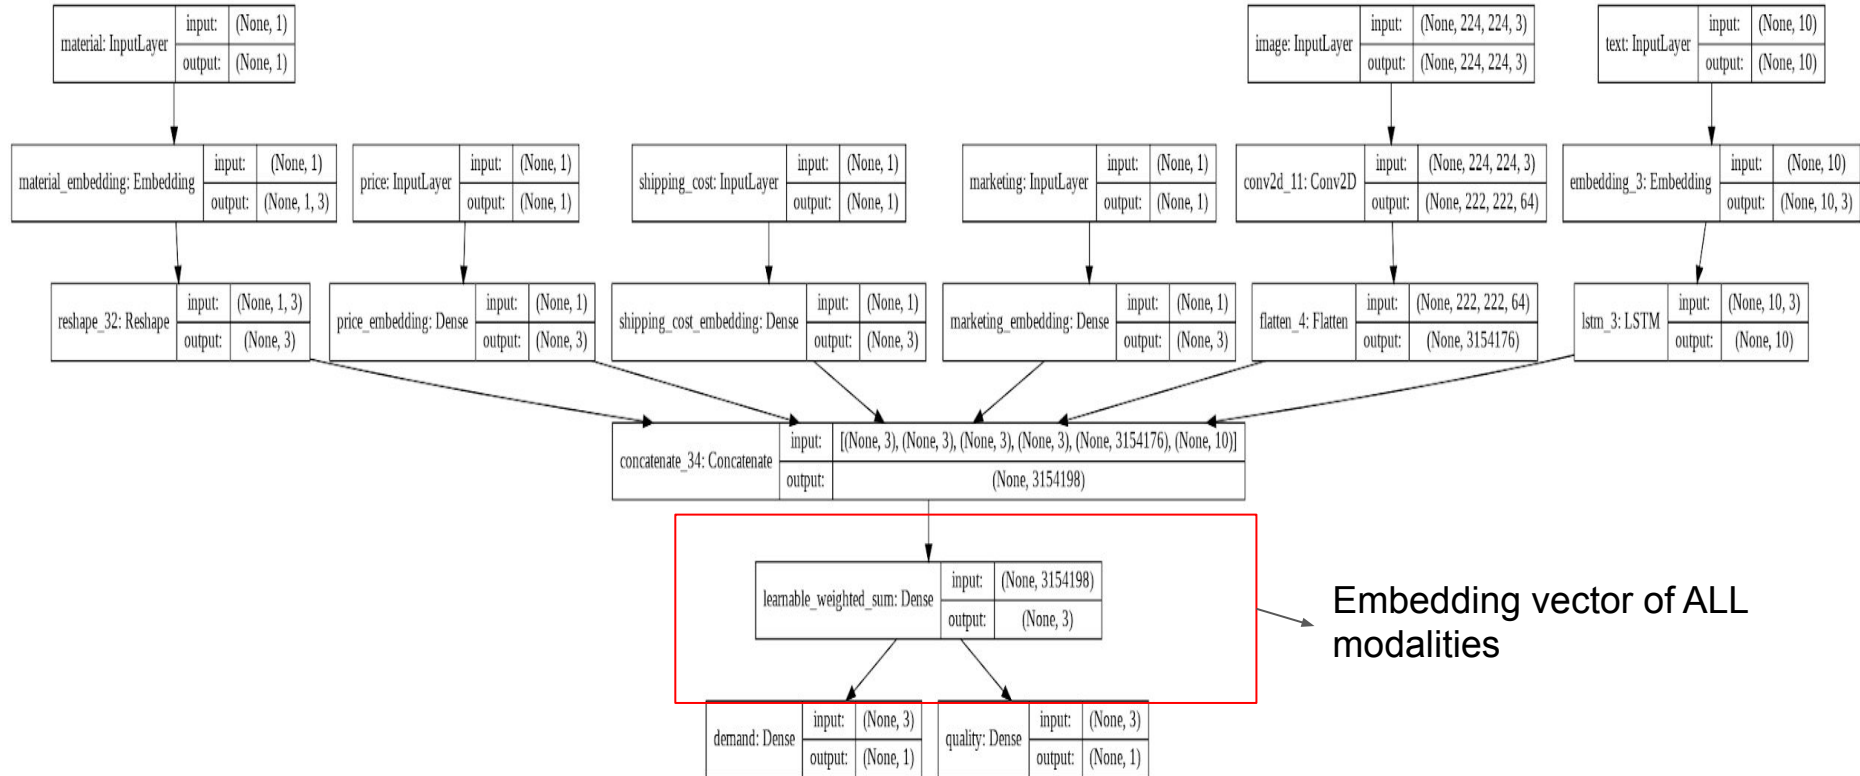 material: InputLayer
input: (None, 1)
output: (None, 1)
image: InputLayer
input: (None, 224, 224, 3)
output: (None, 224, 224, 3)
text: InputLayer
input: (None, 10)
output: (None, 10)
material_embedding: Embedding
input: (None, 1)
output: (None, 1, 3)
price: InputLayer
input: (None, 1)
output: (None, 1)
shipping_cost: InputLayer
input: (None, 1)
output: (None, 1)
marketing: InputLayer
input: (None, 1)
output: (None, 1)
conv2d_11: Conv2D
input: (None, 224, 224, 3)
output: (None, 222, 222, 64)
embedding_3: Embedding
input: (None, 10)
output: (None, 10, 3)
reshape_32: Reshape
input: (None, 1, 3)
output: (None, 3)
price_embedding: Dense
input: (None, 1)
output: (None, 3)
shipping_cost_embedding: Dense
input: (None, 1)
output: (None, 3)
marketing_embedding: Dense
input: (None, 1)
output: (None, 3)
flatten_4: Flatten
input: (None, 222, 222, 64)
output: (None, 3154176)
lstm_3: LSTM
input: (None, 10, 3)
output: (None, 10)
concatenate_34: Concatenate
input: [(None, 3), (None, 3), (None, 3), (None, 3), (None, 3154176), (None, 10)]
output: (None, 3154198)
learnable_weighted_sum: Dense
input: (None, 3154198)
output: (None, 3)
Embedding vector of ALL
modalities
demand: Dense
input: (None, 3)
output: (None, 1)
quality: Dense
input: (None, 3)
output: (None, 1)